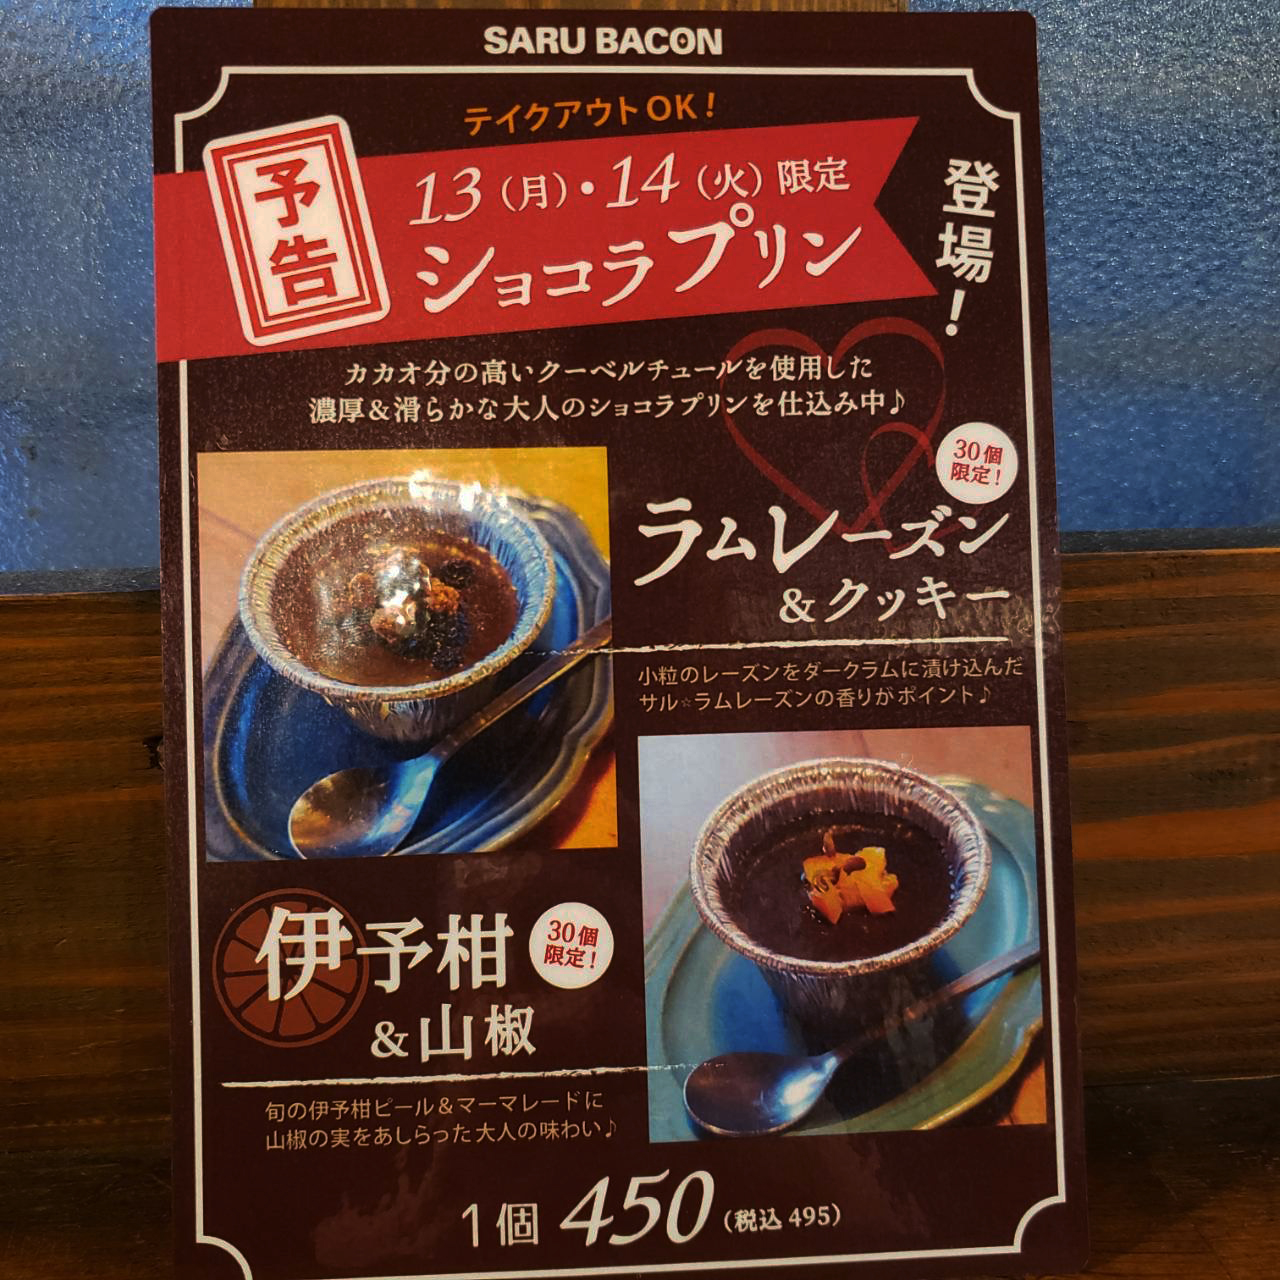 SARU BACON
テイクアウトOK！
予告
13（月）・14（火）限定
ショコラプリン
登場！
カカオ分の高いクーベルチュールを使用した
濃厚＆滑らかな大人のショコラプリンを仕込み中♪
30個
限定！
ラムレーズン
＆クッキー
小粒のレーズンをダークラムに漬け込んだ
サル☆ラムレーズンの香りがポイント♪
伊予柑
＆山椒
30個
限定！
旬の伊予柑ピール＆マーマレードに
山椒の実をあしらった大人の味わい♪
1個 450（税込 495）